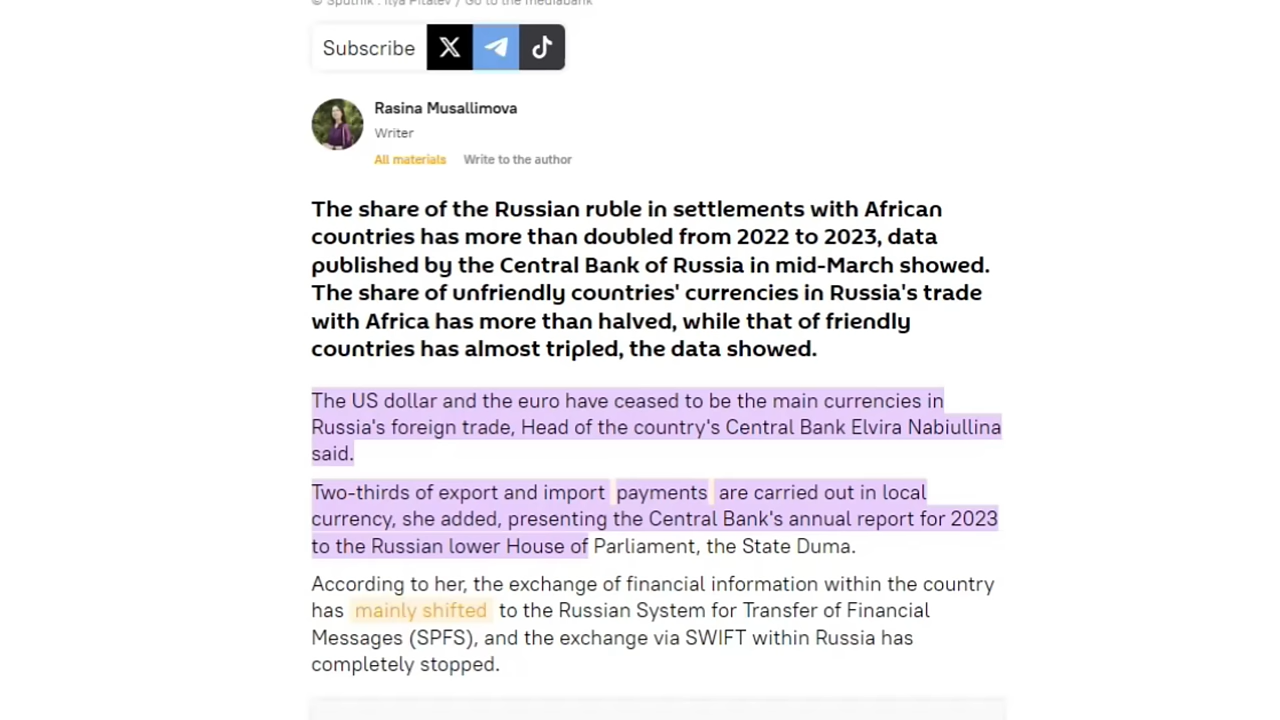 © Sputnik . Ilya Pitalev / Go to the mediabank
Subscribe
Rasina Musallimova
Writer
All materials Write to the author
The share of the Russian ruble in settlements with African
countries has more than doubled from 2022 to 2023, data
published by the Central Bank of Russia in mid-March showed.
The share of unfriendly countries' currencies in Russia's trade
with Africa has more than halved, while that of friendly
countries has almost tripled, the data showed.
The US dollar and the euro have ceased to be the main currencies in
Russia's foreign trade, Head of the country's Central Bank Elvira Nabiullina
said.
Two-thirds of export and import payments are carried out in local
currency, she added, presenting the Central Bank's annual report for 2023
to the Russian lower House of Parliament, the State Duma.
According to her, the exchange of financial information within the country
has mainly shifted to the Russian System for Transfer of Financial
Messages (SPFS), and the exchange via SWIFT within Russia has
completely stopped.